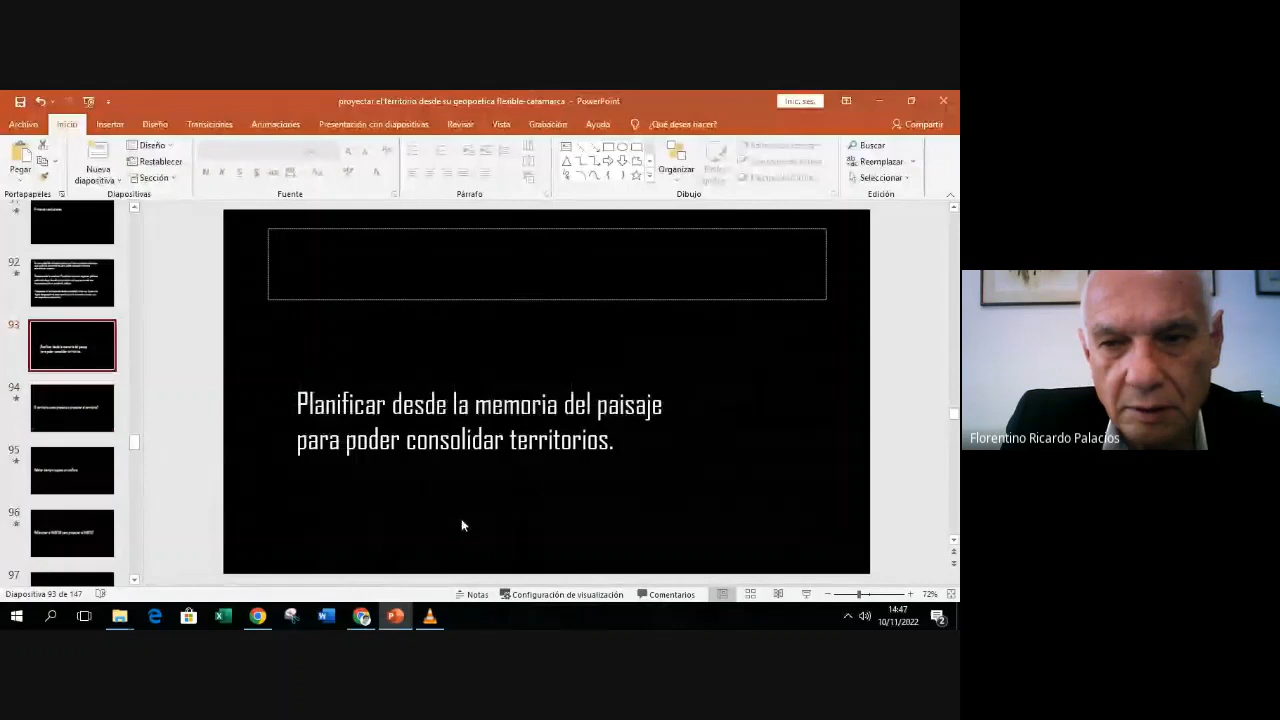 proyectar el territorio desde su geopoetica flexible-catamarca - PowerPoint
Inic. ses.
Archivo Inicio Insertar Diseño Transiciones Animaciones Presentación con diapositivas Revisar Vista Grabación Ayuda ¿Qué desea hacer? Compartir
Pegar
Nueva diapositiva
Diseño
Restablecer
Sección
Organizar
Buscar
Reemplazar
Seleccionar
Portapapeles Diapositivas Fuente Párrafo Dibujo Edición
92
93
94
95
96
97
Planificar desde la memoria del paisaje
para poder consolidar territorios.
Florentino Ricardo Palacios
Diapositiva 93 de 147 Notas Configuración de visualización Comentarios 72%
14:47
10/11/2022
2